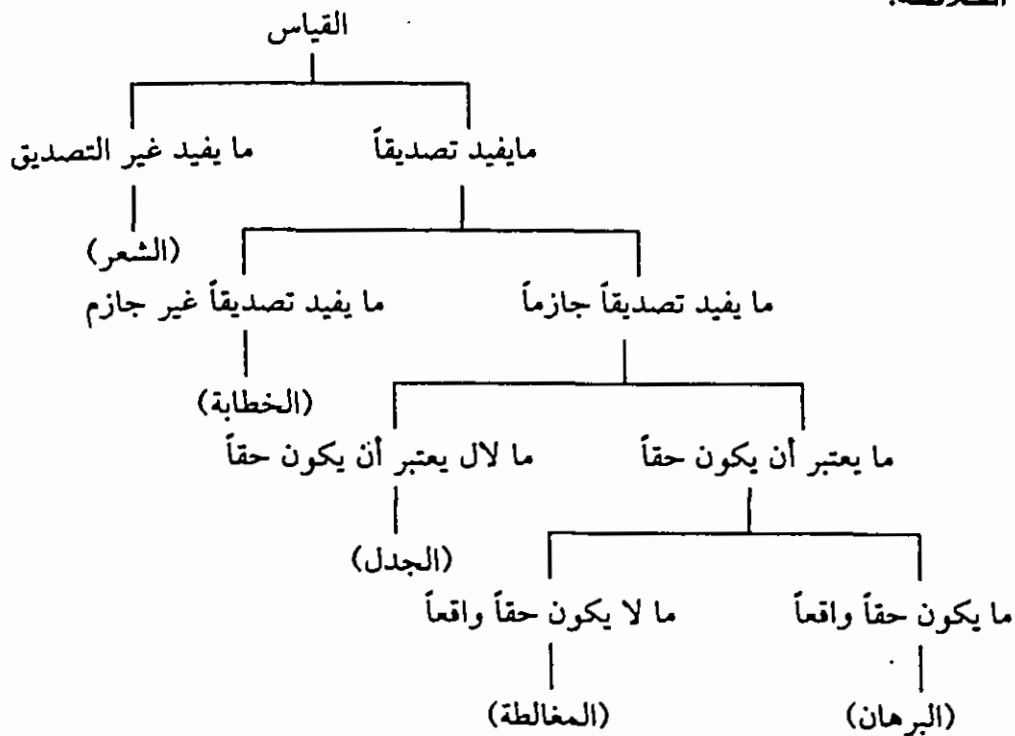 القياس
مايفيد تصديقاً ما يفيد غير التصديق
(الشعر)
ما يفيد تصديقاً جازماً ما يفيد تصديقاً غير جازم
(الخطابة)
ما يعتبر أن يكون حقاً ما لال يعتبر أن يكون حقاً
(الجدل)
ما يكون حقاً واقعاً ما لا يكون حقاً واقعاً
(البرهان) (المغالطة)